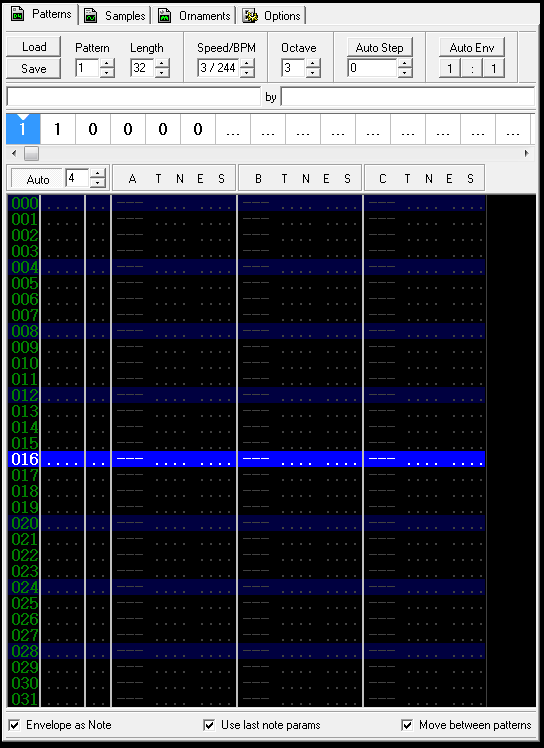 Patterns Samples Ornaments Options
Load Pattern Length Speed/BPM Octave Auto Step Auto Env
Save 1 32 3 / 244 3 0 1 : 1
by
1 1 0 0 0 0 ... ... ... ... ... ... ... ... ...
Auto 4 A T N E S B T N E S C T N E S
000 .... .. --- .... .... --- .... .... --- .... ....
001 .... .. --- .... .... --- .... .... --- .... ....
002 .... .. --- .... .... --- .... .... --- .... ....
003 .... .. --- .... .... --- .... .... --- .... ....
004 .... .. --- .... .... --- .... .... --- .... ....
005 .... .. --- .... .... --- .... .... --- .... ....
006 .... .. --- .... .... --- .... .... --- .... ....
007 .... .. --- .... .... --- .... .... --- .... ....
008 .... .. --- .... .... --- .... .... --- .... ....
009 .... .. --- .... .... --- .... .... --- .... ....
010 .... .. --- .... .... --- .... .... --- .... ....
011 .... .. --- .... .... --- .... .... --- .... ....
012 .... .. --- .... .... --- .... .... --- .... ....
013 .... .. --- .... .... --- .... .... --- .... ....
014 .... .. --- .... .... --- .... .... --- .... ....
015 .... .. --- .... .... --- .... .... --- .... ....
016 .... .. --- .... .... --- .... .... --- .... ....
017 .... .. --- .... .... --- .... .... --- .... ....
018 .... .. --- .... .... --- .... .... --- .... ....
019 .... .. --- .... .... --- .... .... --- .... ....
020 .... .. --- .... .... --- .... .... --- .... ....
021 .... .. --- .... .... --- .... .... --- .... ....
022 .... .. --- .... .... --- .... .... --- .... ....
023 .... .. --- .... .... --- .... .... --- .... ....
024 .... .. --- .... .... --- .... .... --- .... ....
025 .... .. --- .... .... --- .... .... --- .... ....
026 .... .. --- .... .... --- .... .... --- .... ....
027 .... .. --- .... .... --- .... .... --- .... ....
028 .... .. --- .... .... --- .... .... --- .... ....
029 .... .. --- .... .... --- .... .... --- .... ....
030 .... .. --- .... .... --- .... .... --- .... ....
031 .... .. --- .... .... --- .... .... --- .... ....
Envelope as Note Use last note params Move between patterns